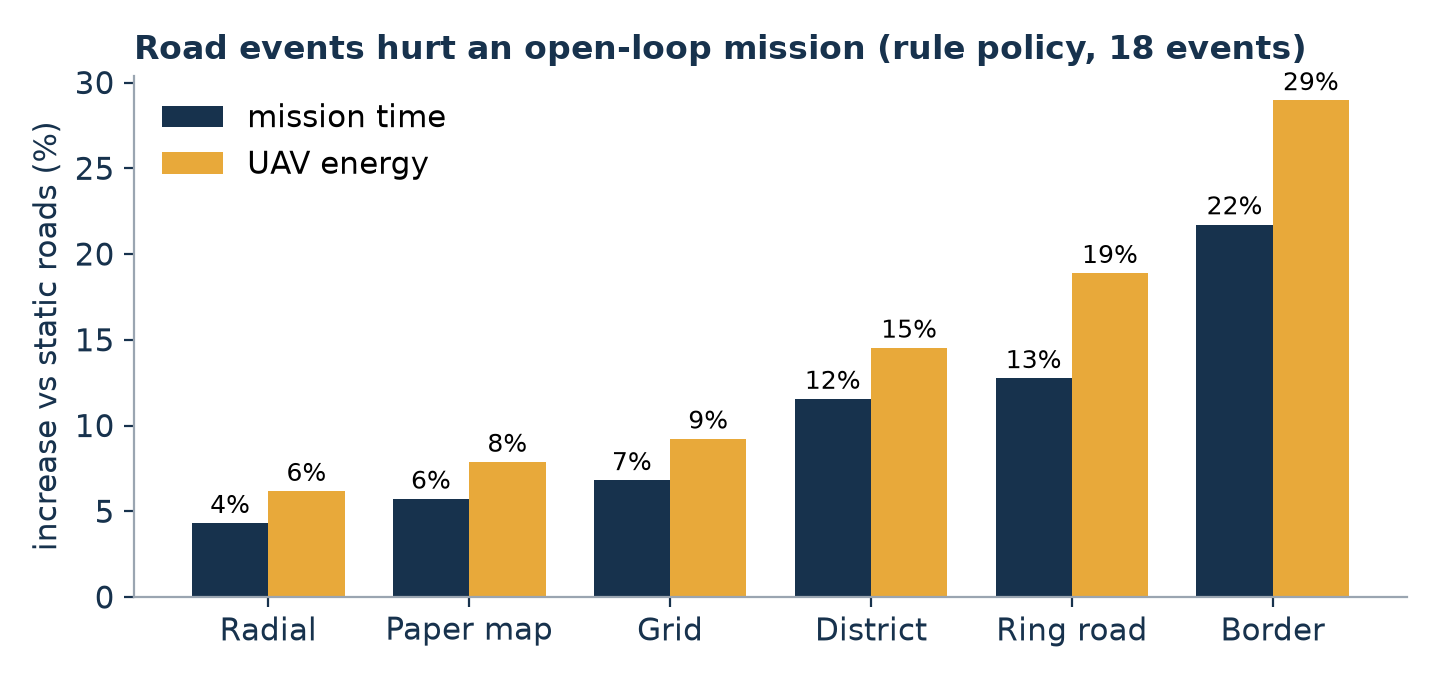 Road events hurt an open-loop mission (rule policy, 18 events)
increase vs static roads (%)
30
25
20
15
10
5
0
mission time
UAV energy
4%
6%
6%
8%
7%
9%
12%
15%
13%
19%
22%
29%
Radial
Paper map
Grid
District
Ring road
Border